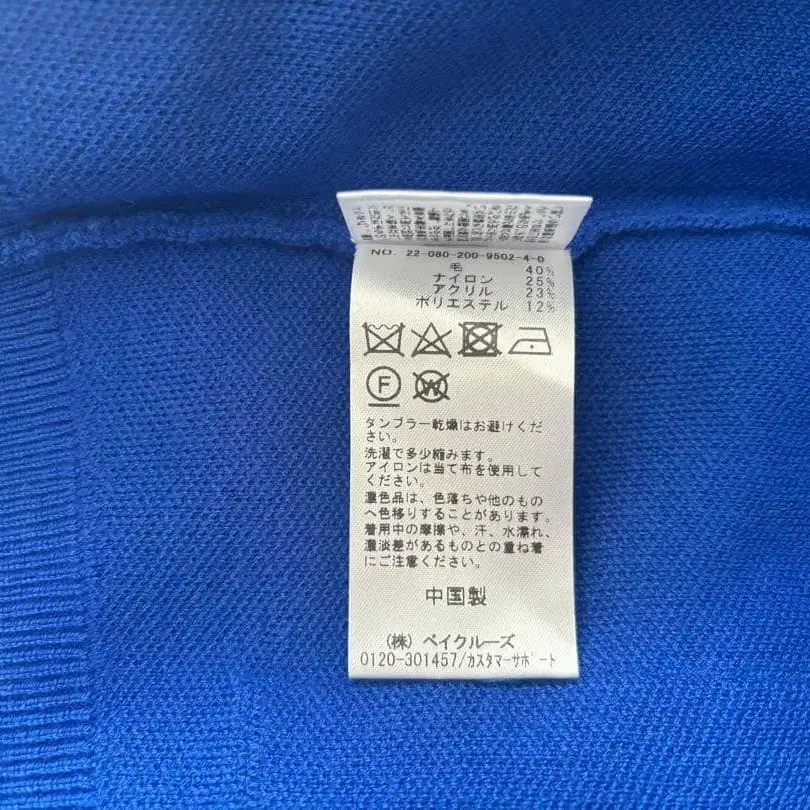 NO. 22-080-200-9502-4-0
毛 40%
ナイロン 25%
アクリル 23%
ポリエステル 12%
F W
タンブラー乾燥はお避けくだ
さい。
洗濯で多少縮みます。
アイロンは当て布を使用して
ください。
濃色品は、色落ちや他のもの
へ色移りすることがあります。
着用中の摩擦や、汗、水濡れ、
濃淡差があるものとの重ね着
にご注意ください。
中国製
(株) ベイクルーズ
0120-301457/カスタマーサポート